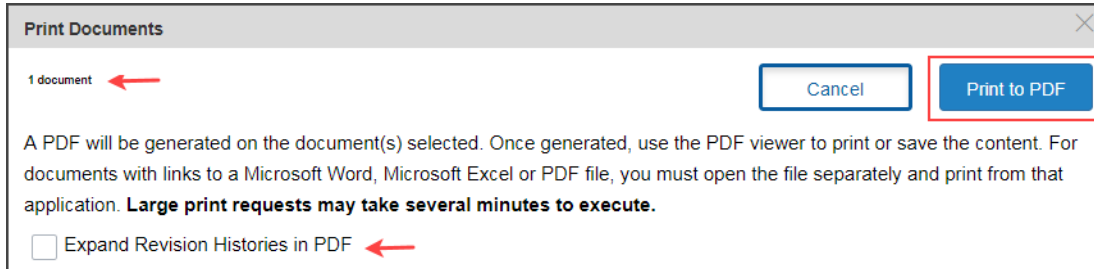 Print Documents
1 document
Cancel
Print to PDF
A PDF will be generated on the document(s) selected. Once generated, use the PDF viewer to print or save the content. For
documents with links to a Microsoft Word, Microsoft Excel or PDF file, you must open the file separately and print from that
application. Large print requests may take several minutes to execute.
Expand Revision Histories in PDF